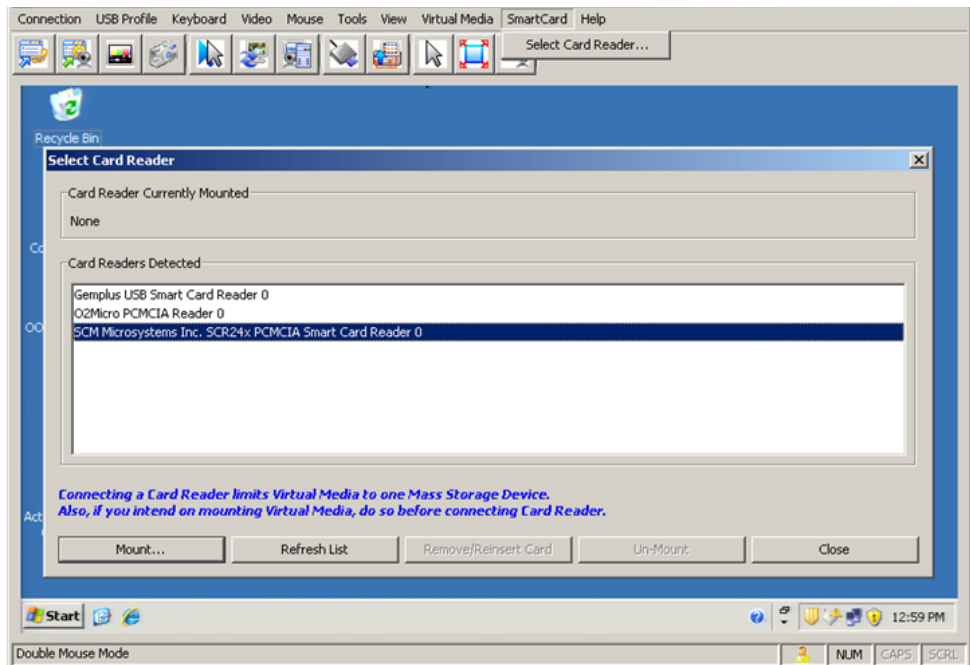 Connection USB Profile Keyboard Video Mouse Tools View Virtual Media SmartCard Help
Select Card Reader...
Recycle Bin
Select Card Reader
Card Reader Currently Mounted
None
Co
Card Readers Detected
Gemplus USB Smart Card Reader 0
O2Micro PCMCIA Reader 0
OO
SCM Microsystems Inc. SCR24x PCMCIA Smart Card Reader 0
Connecting a Card Reader limits Virtual Media to one Mass Storage Device.
Also, if you intend on mounting Virtual Media, do so before connecting Card Reader.
Act
Mount... Refresh List Remove/Reinsert Card Un-Mount Close
Start 12:59 PM
Double Mouse Mode NUM CAPS SCRL